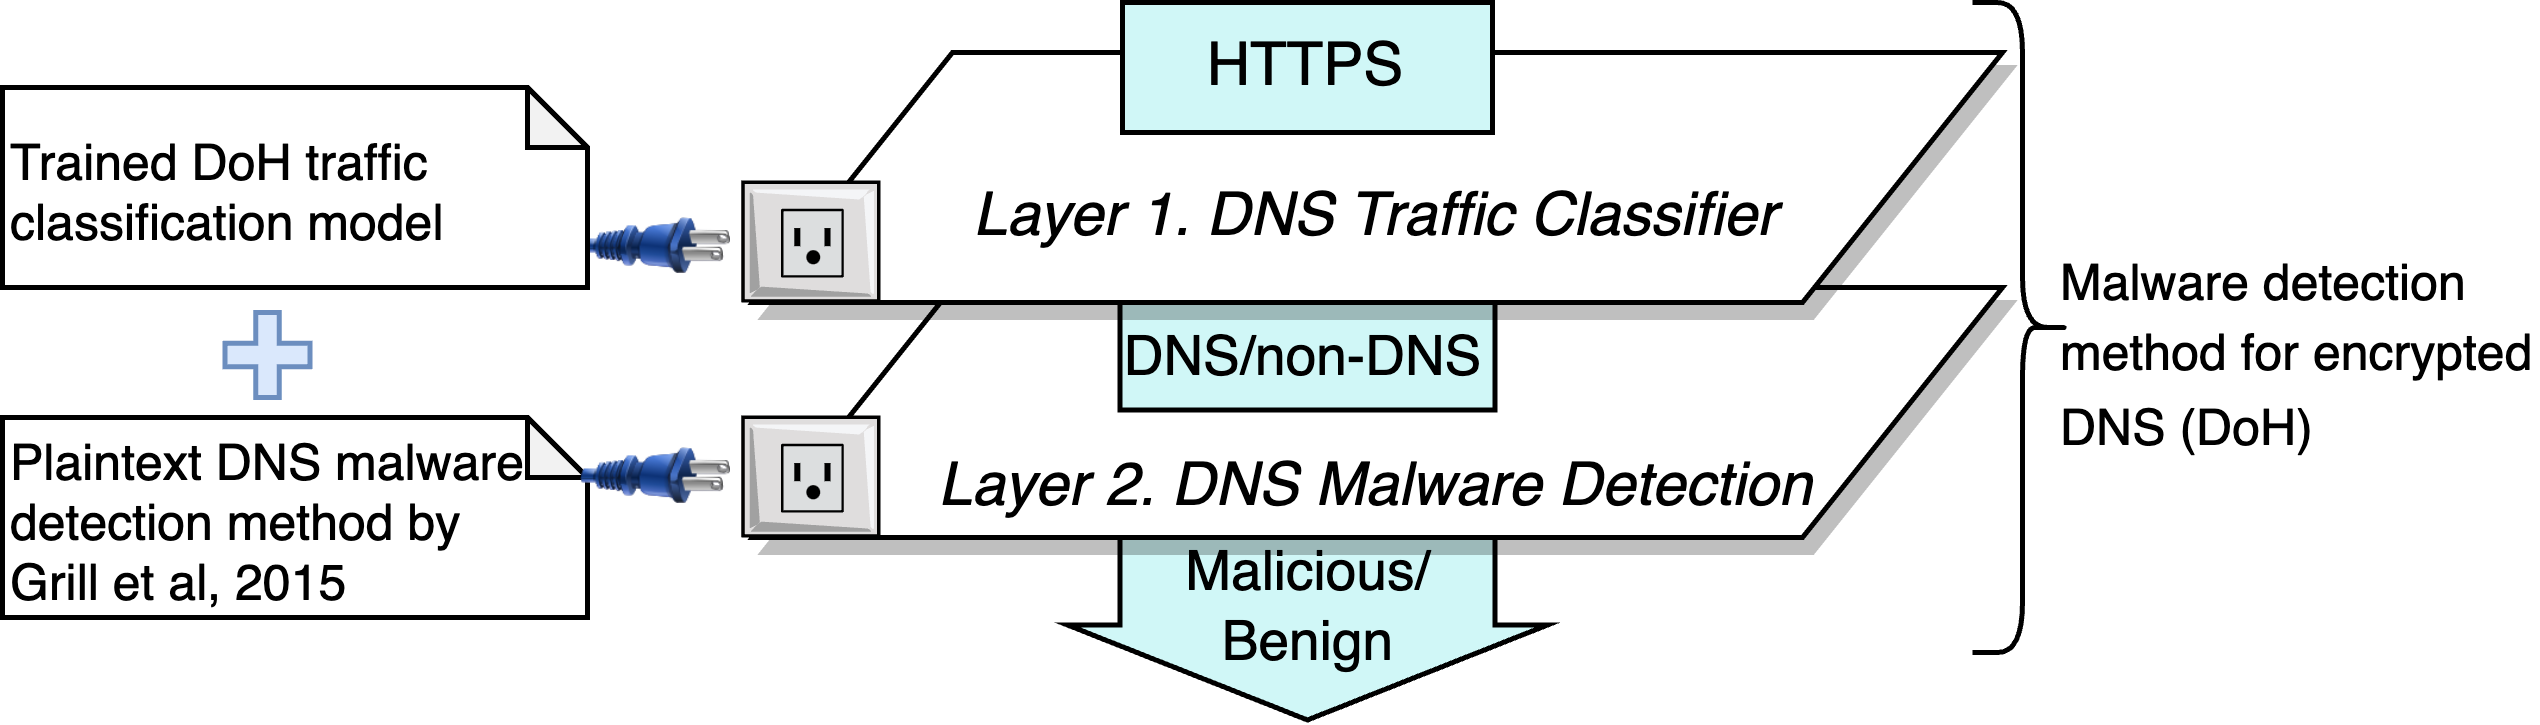 HTTPS
Trained DoH traffic
classification model
Layer 1. DNS Traffic Classifier
Malware detection
method for encrypted
DNS (DoH)
DNS/non-DNS
Plaintext DNS malware
detection method by
Grill et al, 2015
Layer 2. DNS Malware Detection
Malicious/
Benign